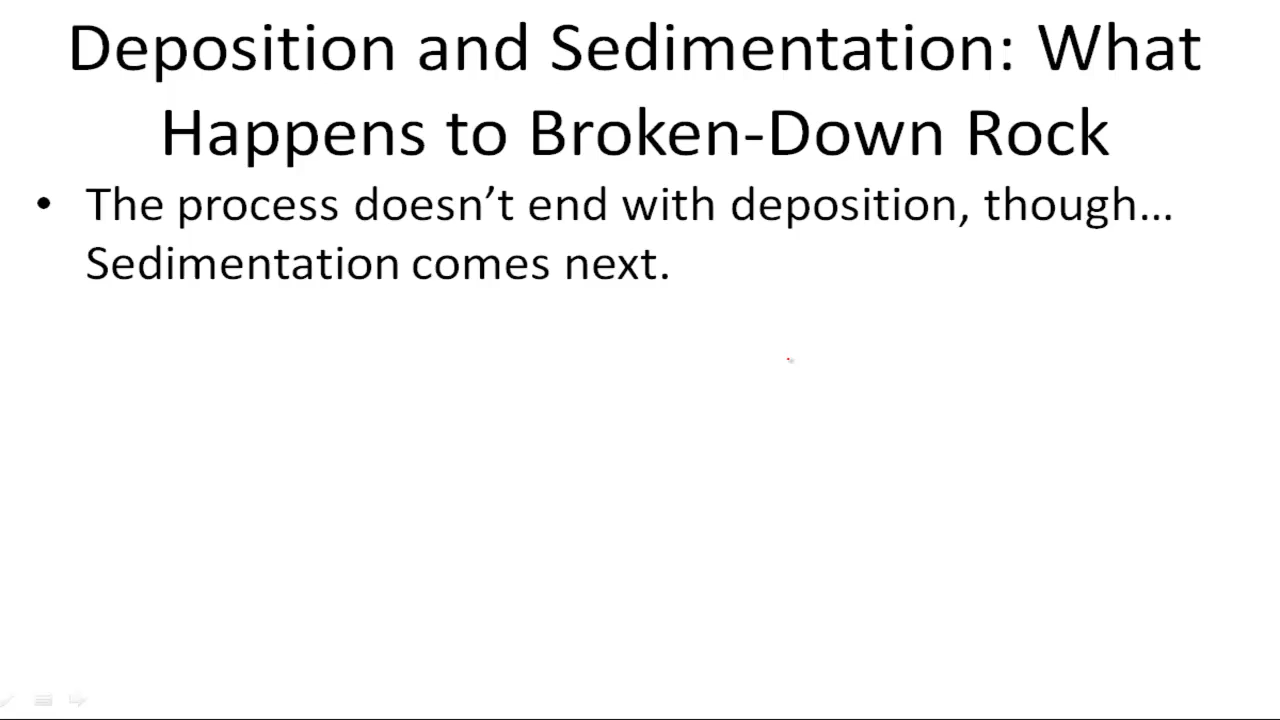 Deposition and Sedimentation: What
Happens to Broken-Down Rock
• The process doesn’t end with deposition, though…
Sedimentation comes next.